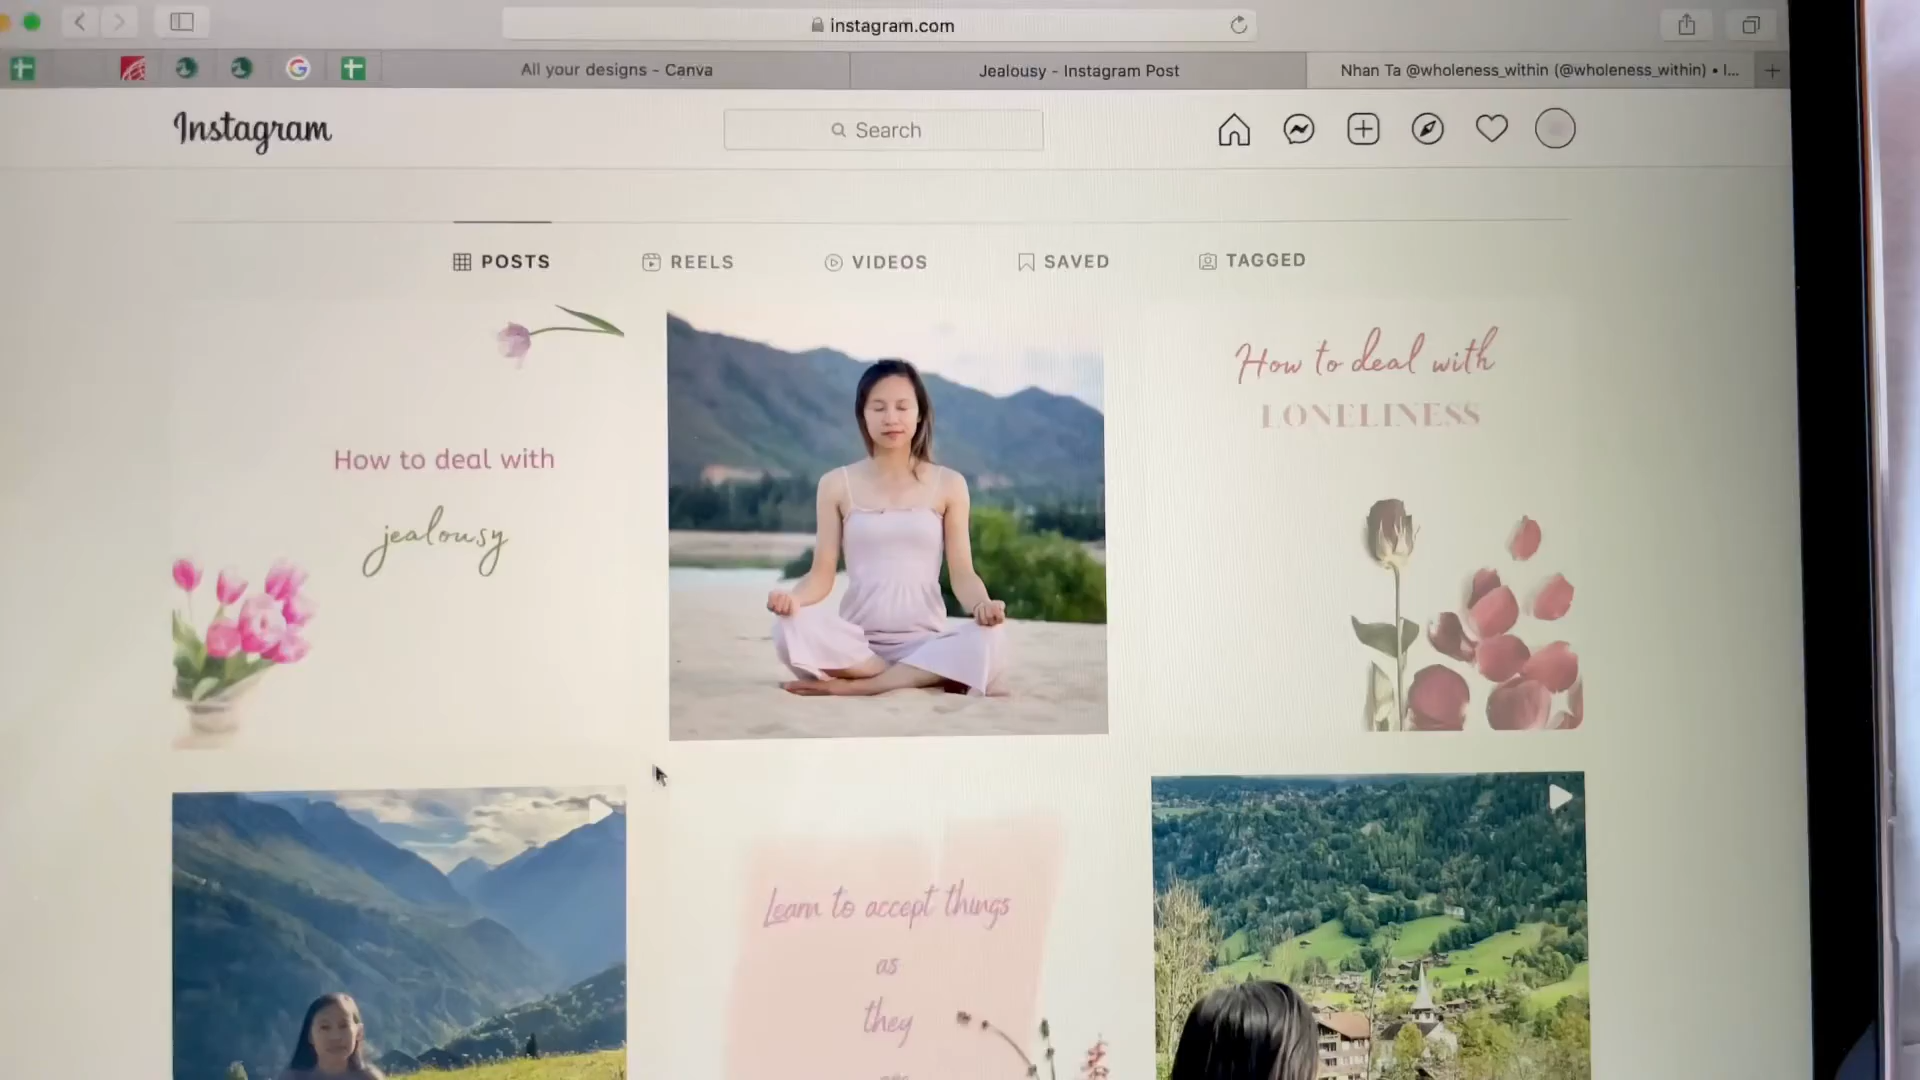 instagram.com
All your designs - Canva
Jealousy - Instagram Post
Nhan Ta @wholeness_within (@wholeness_within) • I...
Instagram
Search
POSTS
REELS
VIDEOS
SAVED
TAGGED
How to deal with
jealousy
How to deal with
LONELINESS
Learn to accept things
as
they